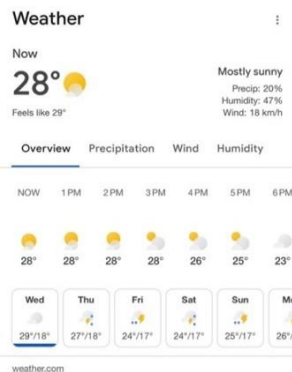 Weather
Now
28°
Mostly sunny
Precip: 20%
Humidity: 47%
Wind: 18 km/h
Feels like 29°
Overview Precipitation Wind Humidity
NOW 1 PM 2 PM 3 PM 4 PM 5 PM 6 PM
28° 28° 28° 28° 26° 25° 23°
Wed Thu Fri Sat Sun
29°/18° 27°/18° 24°/17° 24°/17° 25°/17° 26°/
weather.com